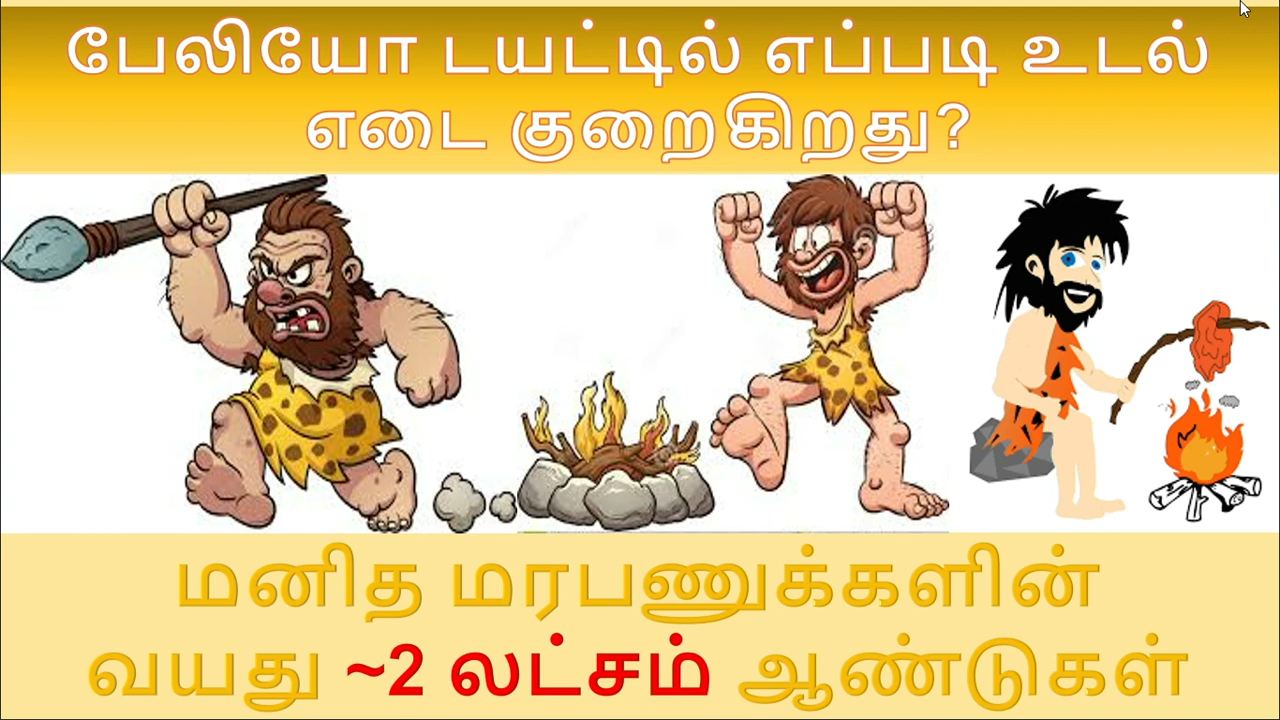 பேலியோ டயட்டில் எப்படி உடல்
எடை குறைகிறது?
மனித மரபணுக்களின்
வயது ~2 லட்சம் ஆண்டுகள்